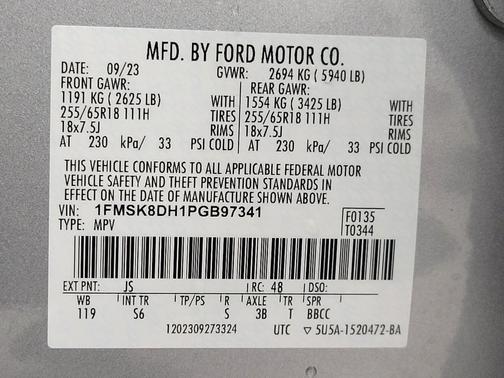 MFD. BY FORD MOTOR CO.
DATE: 09/23 GVWR: 2694 KG ( 5940 LB)
FRONT GAWR: REAR GAWR:
1191 KG ( 2625 LB) WITH 1554 KG ( 3425 LB) WITH
255/65R18 111H TIRES 255/65R18 111H TIRES
18x7.5J RIMS 18x7.5J RIMS
AT 230 kPa/ 33 PSI COLD AT 230 kPa/ 33 PSI COLD
THIS VEHICLE CONFORMS TO ALL APPLICABLE FEDERAL MOTOR
VEHICLE SAFETY AND THEFT PREVENTION STANDARDS IN
EFFECT ON THE DATE OF MANUFACTURE SHOWN ABOVE.
VIN: 1FMSK8DH1PGB97341 F0135
TYPE: MPV T0344
EXT PNT: JS RC: 48 DSO:
WB INT TR TP/PS R AXLE TR SPR
119 S6 S 3B T BBCC
1202309273324 UTC ▽ 5U5A-1520472-BA